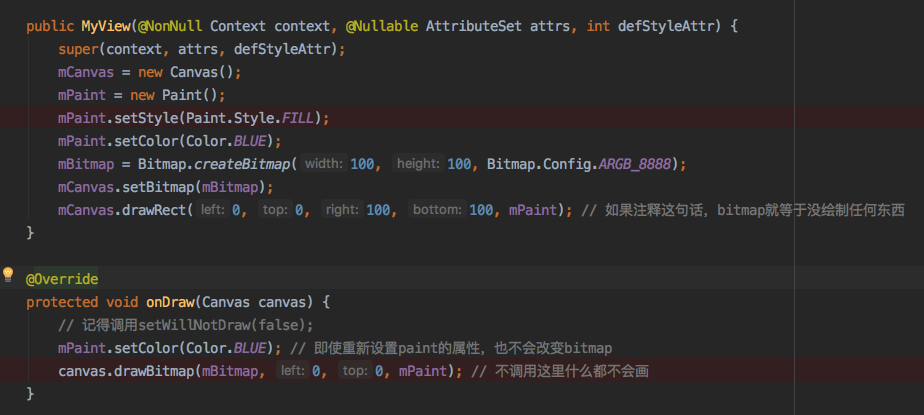 public MyView(@NonNull Context context, @Nullable AttributeSet attrs, int defStyleAttr) {
super(context, attrs, defStyleAttr);
mCanvas = new Canvas();
mPaint = new Paint();
mPaint.setStyle(Paint.Style.FILL);
mPaint.setColor(Color.BLUE);
mBitmap = Bitmap.createBitmap( width: 100, height: 100, Bitmap.Config.ARGB_8888);
mCanvas.setBitmap(mBitmap);
mCanvas.drawRect( left: 0, top: 0, right: 100, bottom: 100, mPaint); // 如果注释这句话，bitmap就等于没绘制任何东西
}
@Override
protected void onDraw(Canvas canvas) {
// 记得调用setWillNotDraw(false);
mPaint.setColor(Color.BLUE); // 即使重新设置paint的属性，也不会改变bitmap
canvas.drawBitmap(mBitmap, left: 0, top: 0, mPaint); // 不调用这里什么都不会画
}